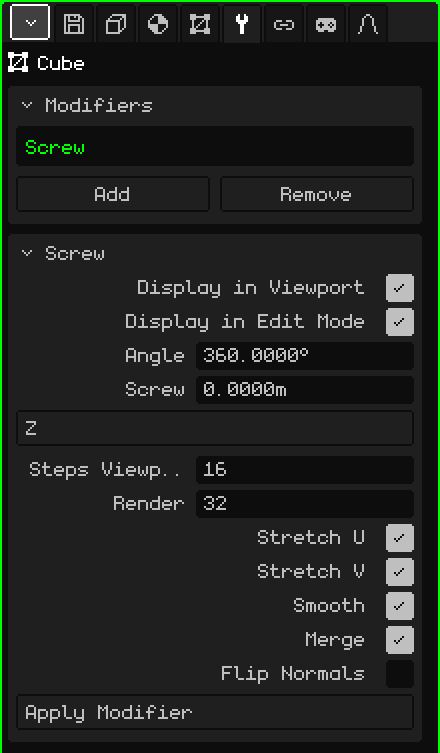 Cube
Modifiers
Screw
Add Remove
Screw
Display in Viewport
Display in Edit Mode
Angle 360.0000°
Screw 0.0000m
Z
Steps Viewp.. 16
Render 32
Stretch U
Stretch V
Smooth
Merge
Flip Normals
Apply Modifier